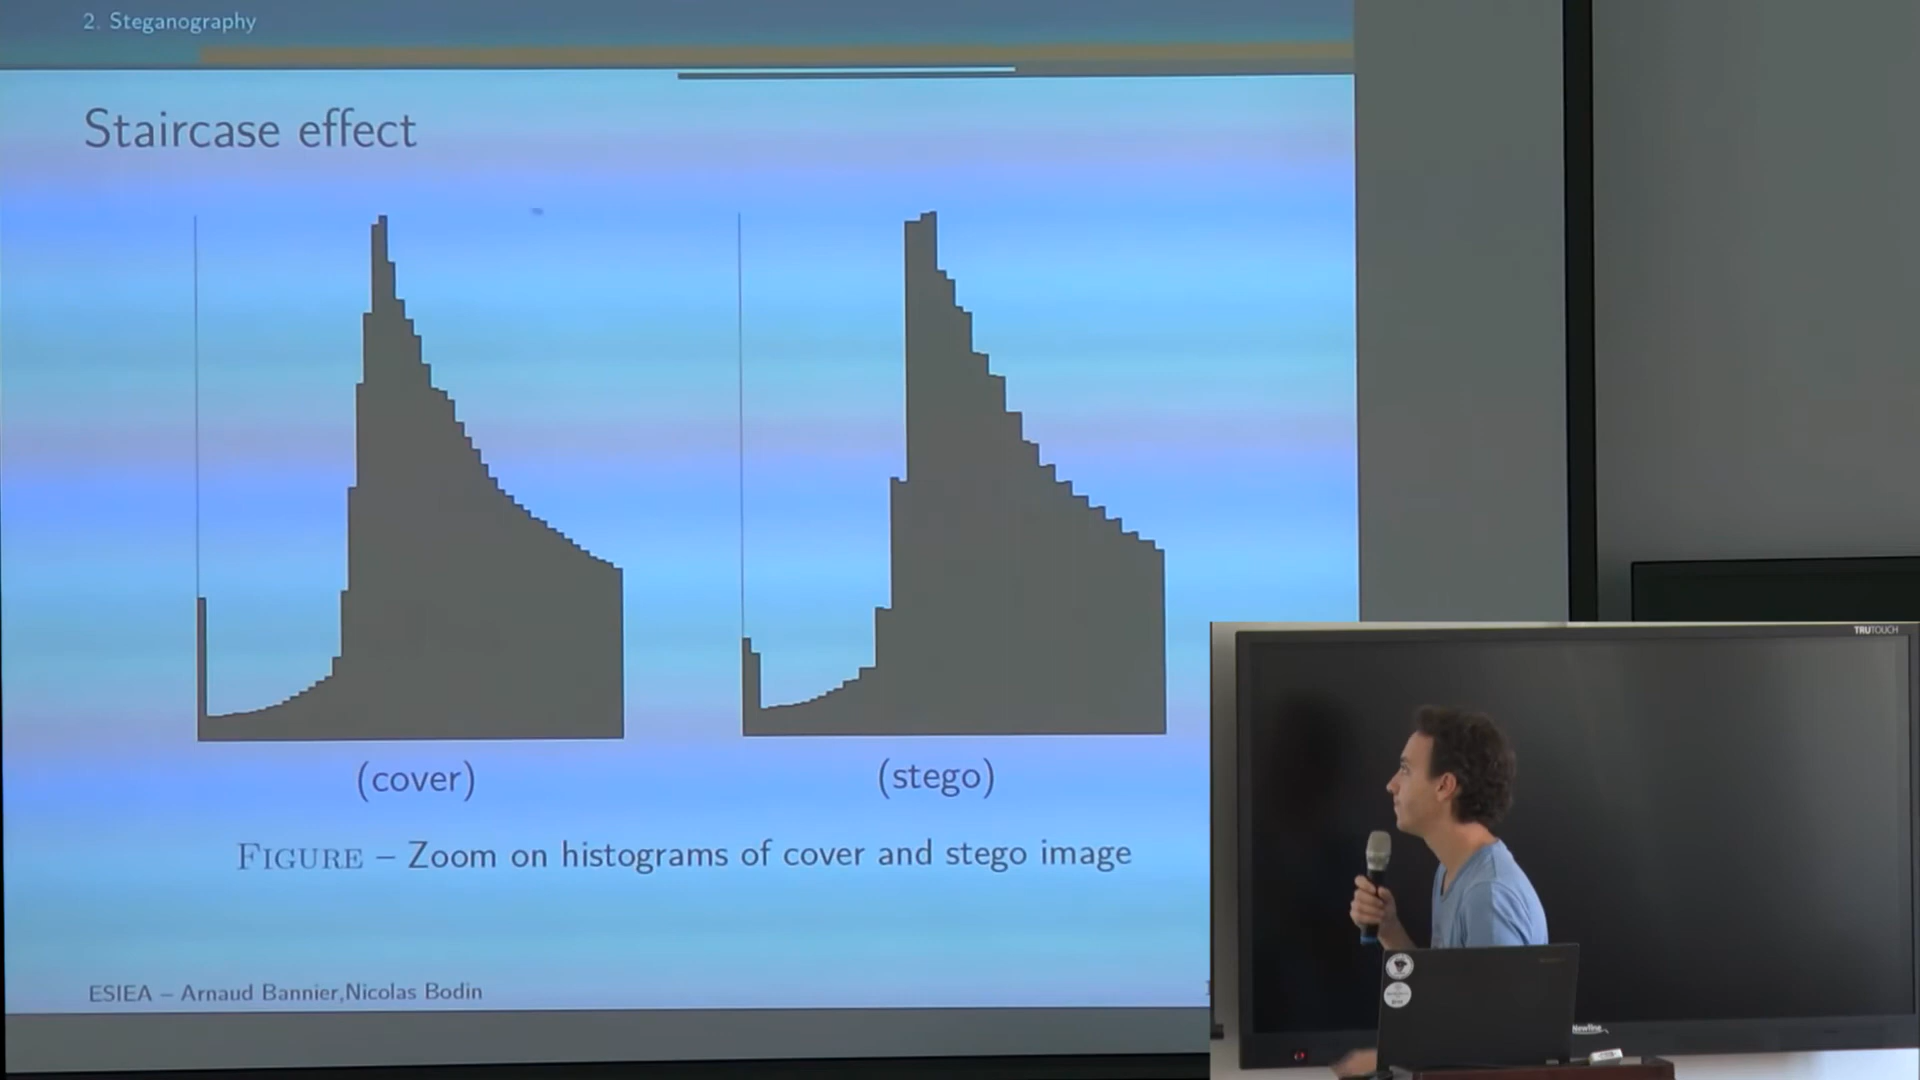 2. Steganography
Staircase effect
(cover)
(stego)
FIGURE – Zoom on histograms of cover and stego image
ESIEA – Arnaud Bannier,Nicolas Bodin
TRUTOUCH
Newline